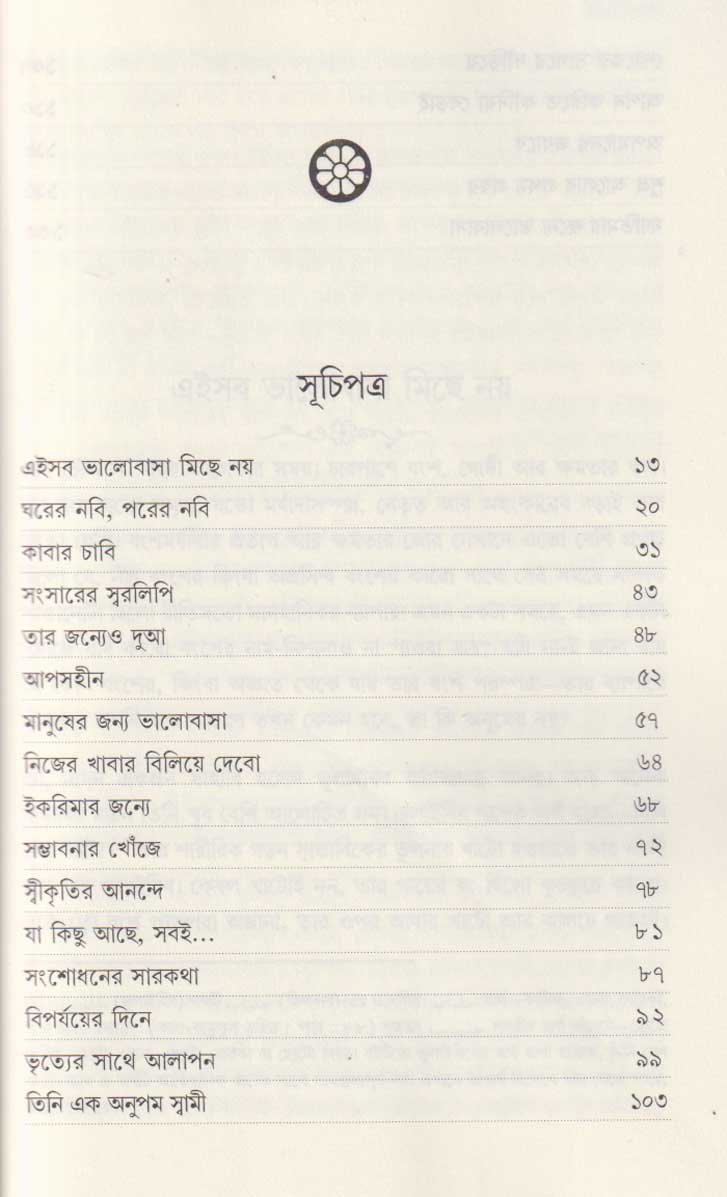 সূচিপত্র
এইসব ভালোবাসা মিছে নয় ১৩
ঘরের নবি, পরের নবি ২০
কাবার চাবি ৩১
সংসারের স্বরলিপি ৪৩
তার জন্যেও দুআ ৪৮
আপসহীন ৫২
মানুষের জন্য ভালোবাসা ৫৭
নিজের খাবার বিলিয়ে দেবো ৬৪
ইকরিমার জন্যে ৬৮
সম্ভাবনার খোঁজে ৭২
স্বীকৃতির আনন্দে ৭৮
যা কিছু আছে, সবই... ৮১
সংশোধনের সারকথা ৮৭
বিপর্যয়ের দিনে ৯২
ভৃত্যের সাথে আলাপন ৯৯
তিনি এক অনুপম স্বামী ১০৩